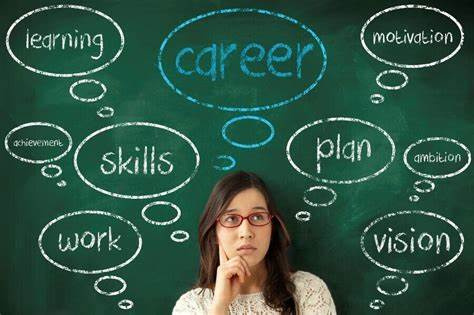 learning
career
motivation
achievement
skills
plan
ambition
work
vision